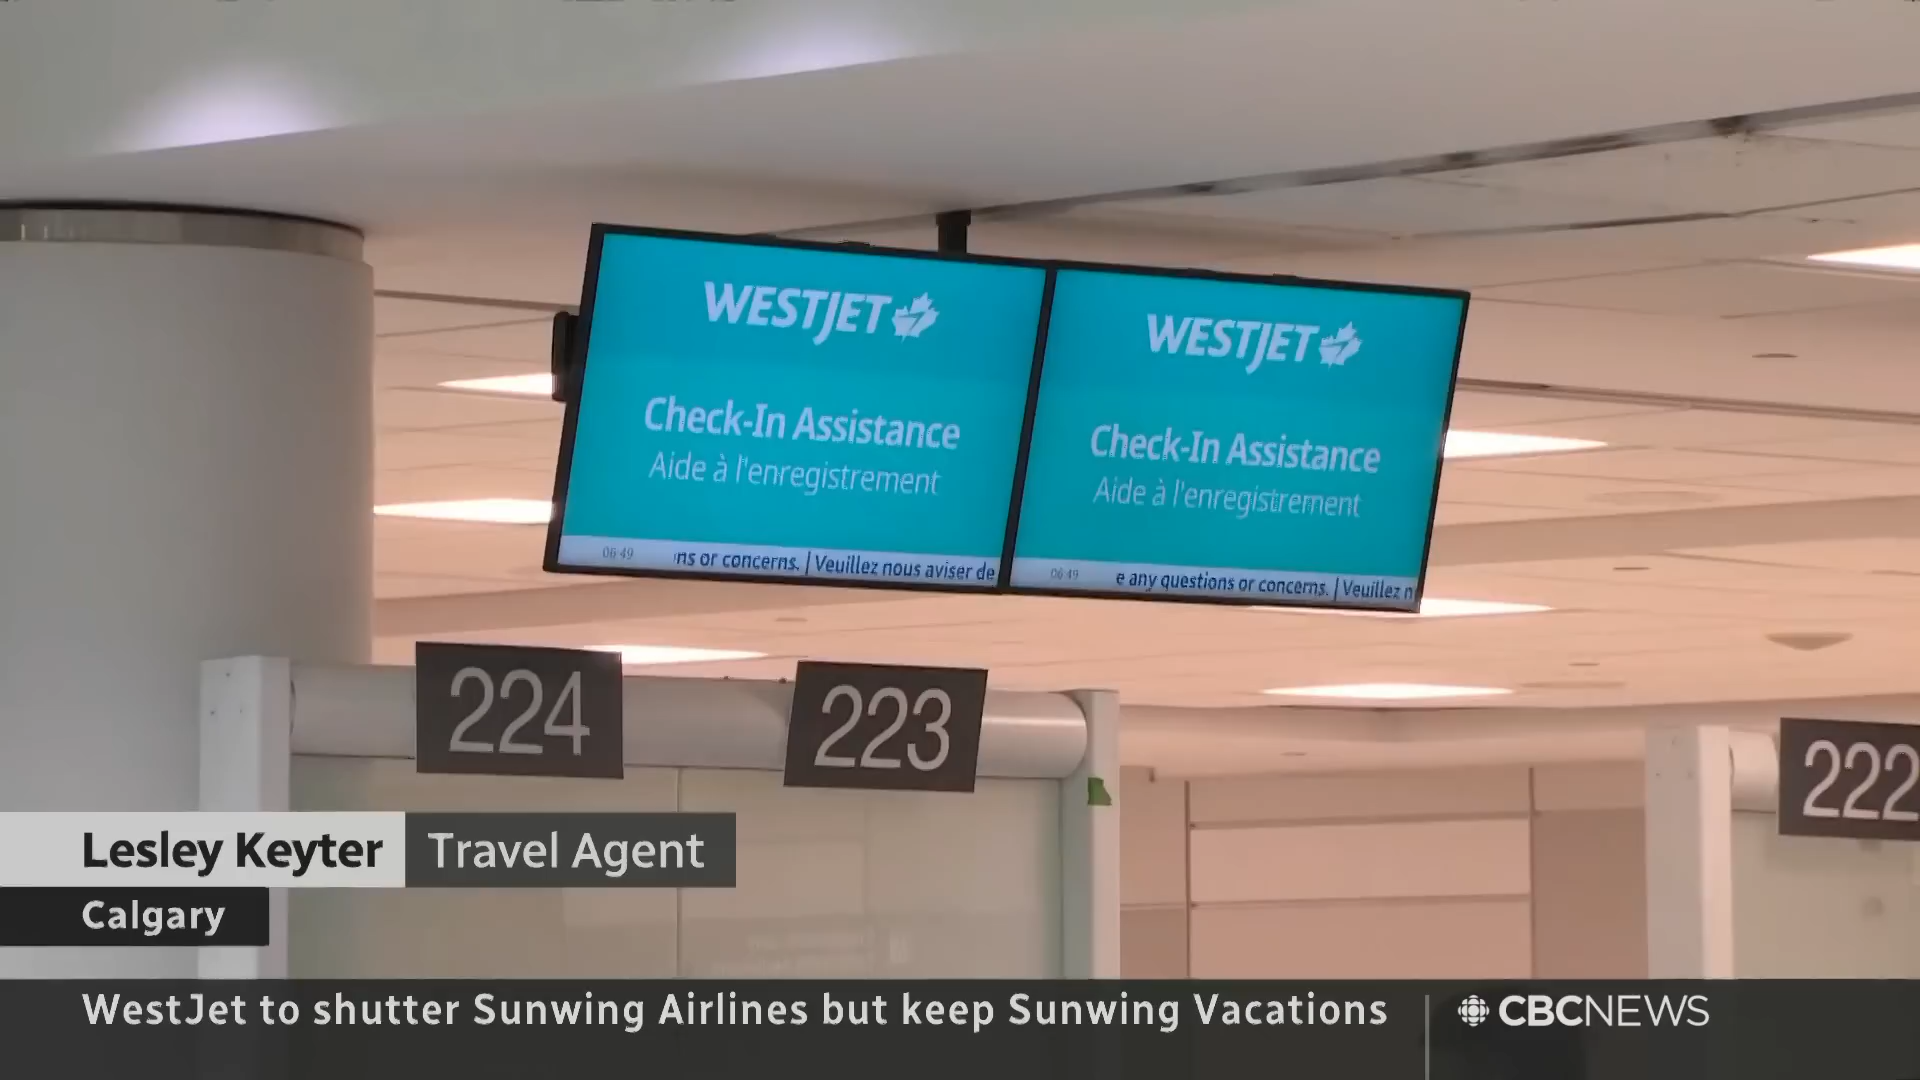 WESTJET
Check-In Assistance
Aide à l'enregistrement
06:49 ns or concerns. | Veuillez nous aviser de
WESTJET
Check-In Assistance
Aide à l'enregistrement
06:49 e any questions or concerns. | Veuillez n
224
223
222
Lesley Keyter Travel Agent
Calgary
WestJet to shutter Sunwing Airlines but keep Sunwing Vacations
CBCNEWS